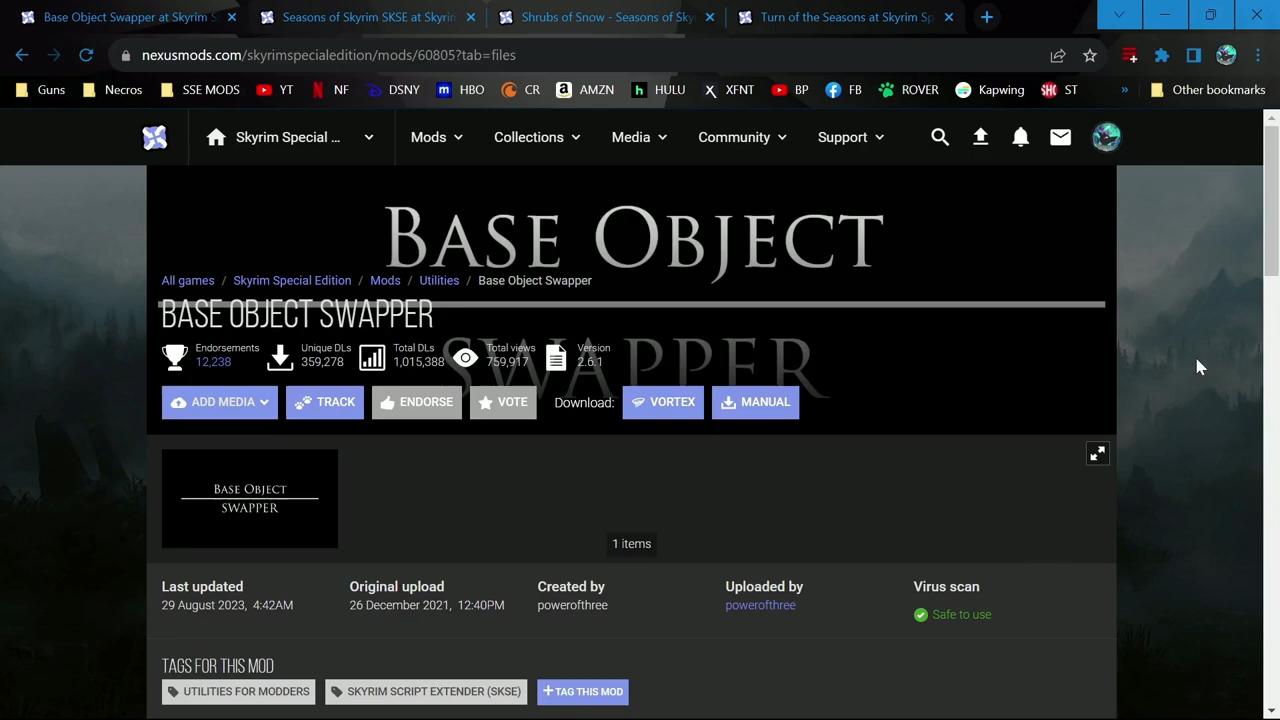 Base Object Swapper at Skyrim S
Seasons of Skyrim SKSE at Skyrim
Shrubs of Snow - Seasons of Sky
Turn of the Seasons at Skyrim Sp
nexusmods.com/skyrimspecialedition/mods/60805?tab=files
Guns
Necros
SSE MODS
YT
NF
DSNY
HBO
CR
AMZN
HULU
XFNT
BP
FB
ROVER
Kapwing
ST
»
Other bookmarks
Skyrim Special ...
Mods
Collections
Media
Community
Support
BASE OBJECT
SWAPPER
All games / Skyrim Special Edition / Mods / Utilities / Base Object Swapper
BASE OBJECT SWAPPER
Endorsements
12,238
Unique DLs
359,278
Total DLs
1,015,388
Total views
759,917
Version
2.6.1
ADD MEDIA
TRACK
ENDORSE
VOTE
Download:
VORTEX
MANUAL
BASE OBJECT
SWAPPER
1 items
Last updated
29 August 2023, 4:42AM
Original upload
26 December 2021, 12:40PM
Created by
powerofthree
Uploaded by
powerofthree
Virus scan
Safe to use
TAGS FOR THIS MOD
UTILITIES FOR MODDERS
SKYRIM SCRIPT EXTENDER (SKSE)
+TAG THIS MOD